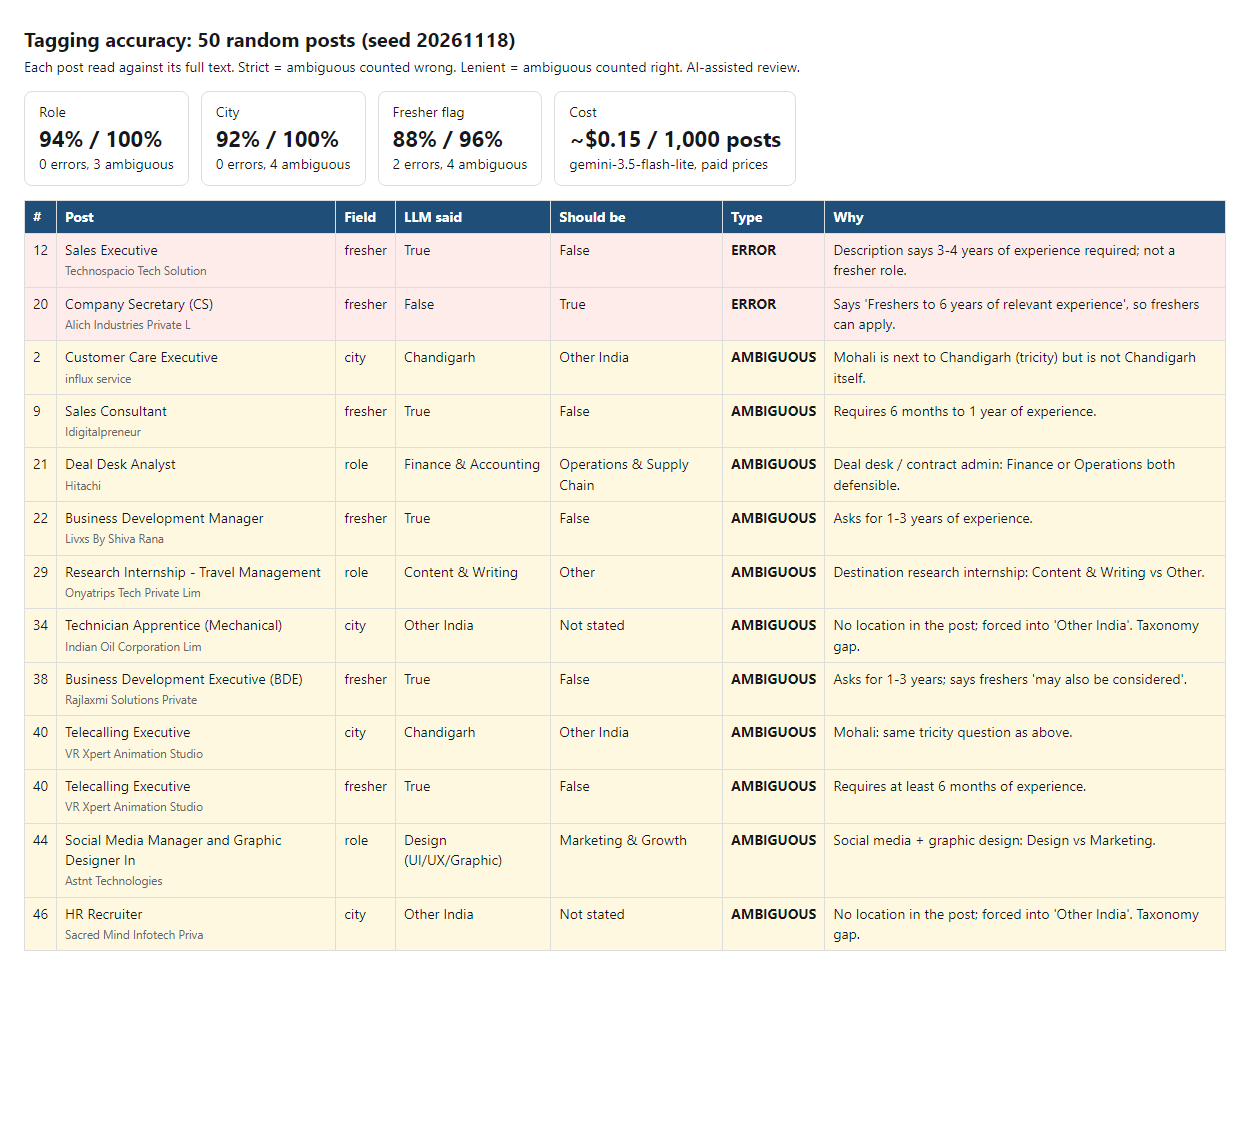 Tagging accuracy: 50 random posts (seed 20261118)
Each post read against its full text. Strict = ambiguous counted wrong. Lenient = ambiguous counted right. AI-assisted review.
Role
94% / 100%
0 errors, 3 ambiguous
City
92% / 100%
0 errors, 4 ambiguous
Fresher flag
88% / 96%
2 errors, 4 ambiguous
Cost
~$0.15 / 1,000 posts
gemini-3.5-flash-lite, paid prices
# Post Field LLM said Should be Type Why
12 Sales Executive fresher True False ERROR Description says 3-4 years of experience required; not a
Technospacio Tech Solution fresher role.
20 Company Secretary (CS) fresher False True ERROR Says 'Freshers to 6 years of relevant experience', so freshers
Alich Industries Private L can apply.
2 Customer Care Executive city Chandigarh Other India AMBIGUOUS Mohali is next to Chandigarh (tricity) but is not Chandigarh
influx service itself.
9 Sales Consultant fresher True False AMBIGUOUS Requires 6 months to 1 year of experience.
Idigitalpreneur
21 Deal Desk Analyst role Finance & Accounting Operations & Supply AMBIGUOUS Deal desk / contract admin: Finance or Operations both
Hitachi Chain defensible.
22 Business Development Manager fresher True False AMBIGUOUS Asks for 1-3 years of experience.
Livxs By Shiva Rana
29 Research Internship - Travel Management role Content & Writing Other AMBIGUOUS Destination research internship: Content & Writing vs Other.
Onyatrips Tech Private Lim
34 Technician Apprentice (Mechanical) city Other India Not stated AMBIGUOUS No location in the post; forced into 'Other India'. Taxonomy
Indian Oil Corporation Lim gap.
38 Business Development Executive (BDE) fresher True False AMBIGUOUS Asks for 1-3 years; says freshers 'may also be considered'.
Rajlaxmi Solutions Private
40 Telecalling Executive city Chandigarh Other India AMBIGUOUS Mohali: same tricity question as above.
VR Xpert Animation Studio
40 Telecalling Executive fresher True False AMBIGUOUS Requires at least 6 months of experience.
VR Xpert Animation Studio
44 Social Media Manager and Graphic role Design Marketing & Growth AMBIGUOUS Social media + graphic design: Design vs Marketing.
Designer In (UI/UX/Graphic)
Astnt Technologies
46 HR Recruiter city Other India Not stated AMBIGUOUS No location in the post; forced into 'Other India'. Taxonomy
Sacred Mind Infotech Priva gap.